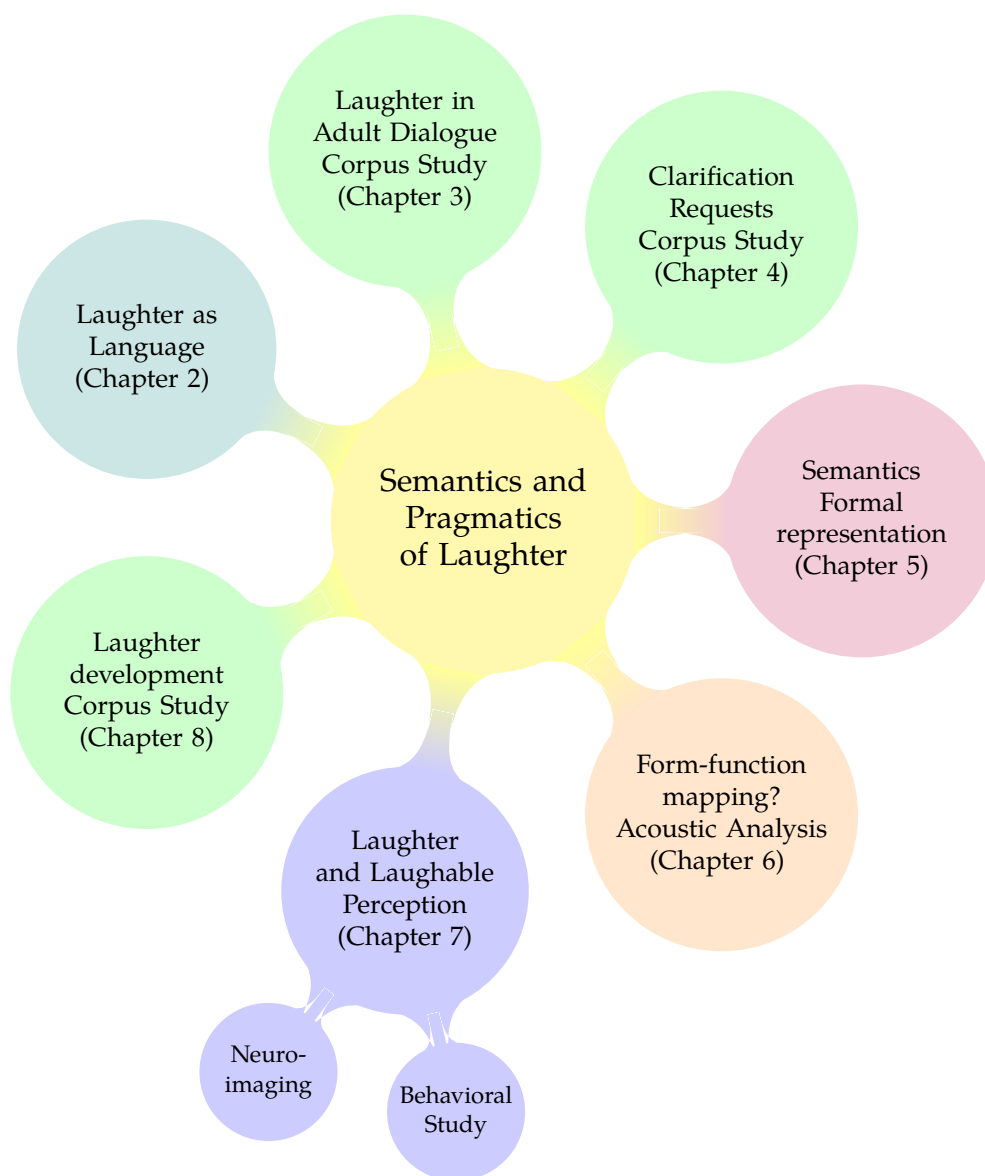 Laughter in
Adult Dialogue
Corpus Study
(Chapter 3)
Clarification
Requests
Corpus Study
(Chapter 4)
Laughter as
Language
(Chapter 2)
Semantics and
Pragmatics
of Laughter
Semantics
Formal
representation
(Chapter 5)
Laughter
development
Corpus Study
(Chapter 8)
Form-function
mapping?
Acoustic Analysis
(Chapter 6)
Laughter
and Laughable
Perception
(Chapter 7)
Neuro-
imaging
Behavioral
Study